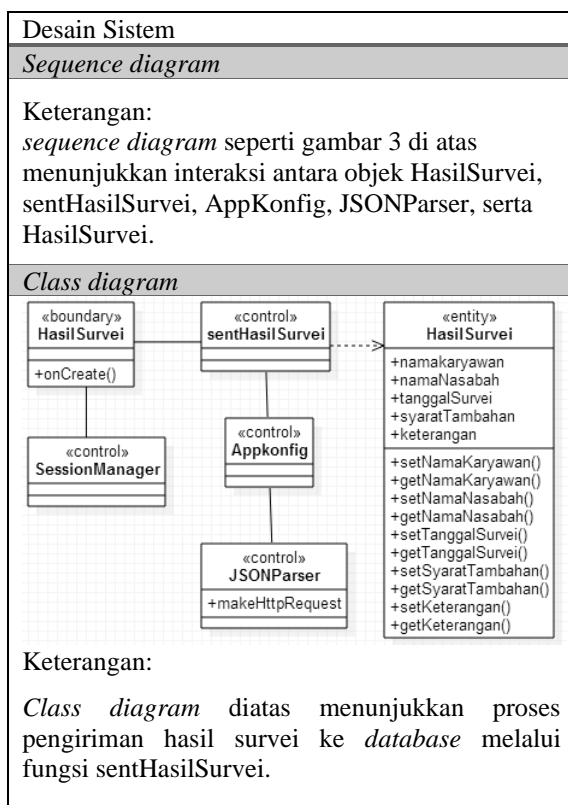 Desain Sistem
Sequence diagram
Keterangan:
sequence diagram seperti gambar 3 di atas
menunjukkan interaksi antara objek HasilSurvei,
sentHasilSurvei, AppKonfig, JSONParser, serta
HasilSurvei.
Class diagram
«boundary»
HasilSurvei
+onCreate()
«control»
sentHasilSurvei
«entity»
HasilSurvei
+namakaryawan
+namaNasabah
+tanggalSurvei
+syaratTambahan
+keterangan
+setNamaKaryawan()
+getNamaKaryawan()
+setNamaNasabah()
+getNamaNasabah()
+setTanggalSurvei()
+getTanggalSurvei()
+setSyaratTambahan()
+getSyaratTambahan()
+setKeterangan()
+getKeterangan()
«control»
SessionManager
«control»
Appkonfig
«control»
JSONParser
+makeHttpRequest
Keterangan:
Class diagram diatas menunjukkan proses
pengiriman hasil survei ke database melalui
fungsi sentHasilSurvei.